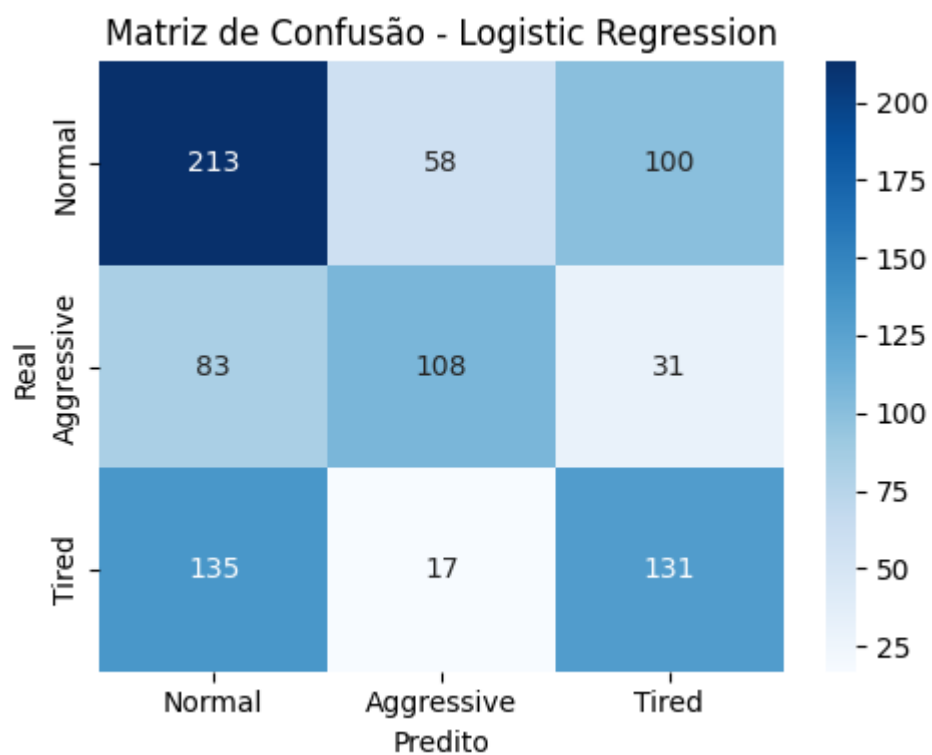 Matriz de Confusão - Logistic Regression
Normal
213
58
100
Real
Aggressive
83
108
31
Tired
135
17
131
Normal
Aggressive
Tired
Predito
200
175
150
125
100
75
50
25